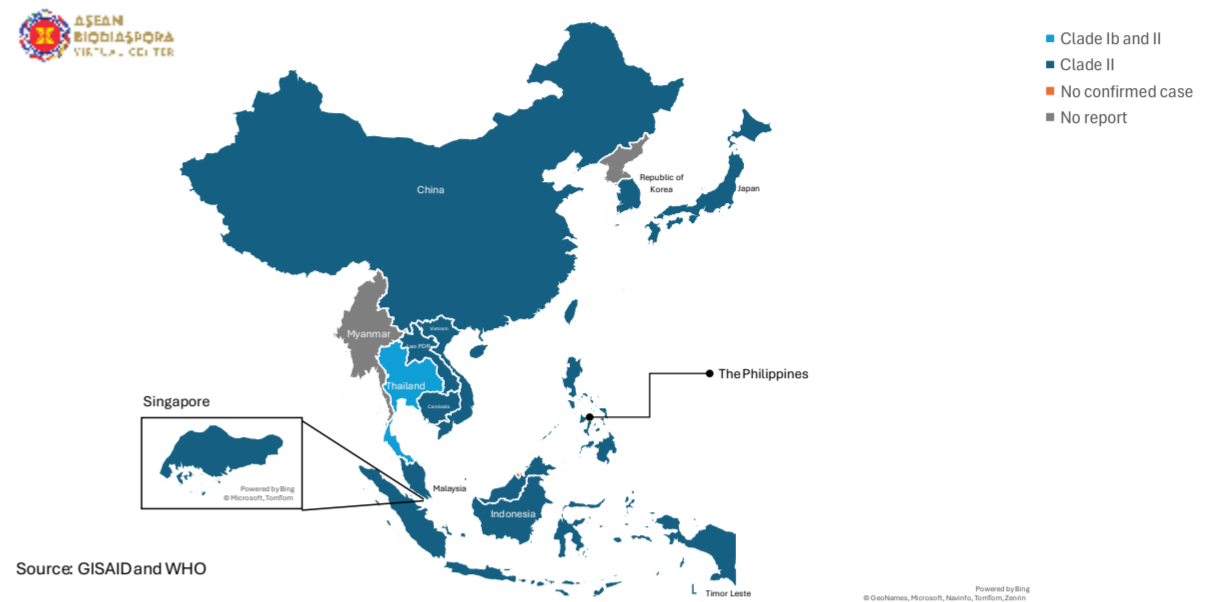 ASEAN
BIODIASPORA
VIRTUAL CENTER
Clade Ib and II
Clade II
No confirmed case
No report
China
Republic of
Korea
Japan
Myanmar
Vietnam
Lao PDR
Thailand
Cambodia
The Philippines
Singapore
Powered by Bing
© Microsoft, TomTom
Malaysia
Indonesia
Source: GISAID and WHO
Timor Leste
Powered by Bing
© GeoNames, Microsoft, Navinfo, TomTom, Zenrin